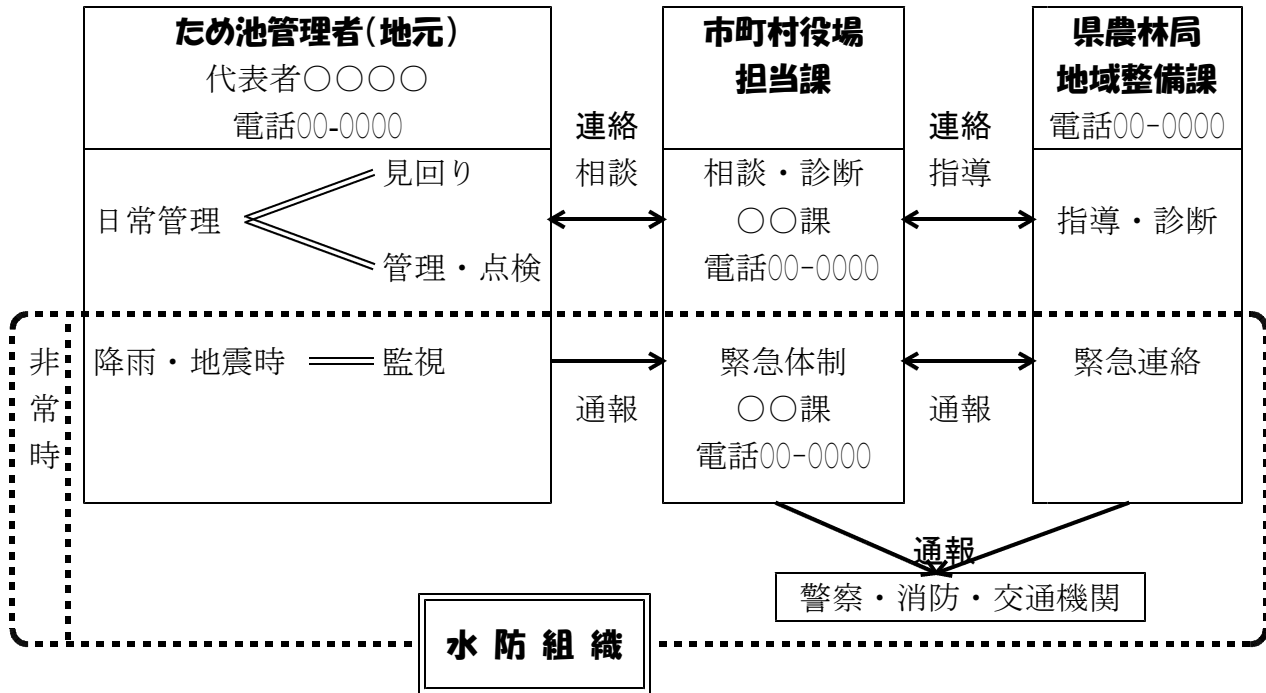 ため池管理者(地元)
代表者○○○○
電話00-0000
市町村役場
担当課
県農林局
地域整備課
電話00-0000
連絡
相談
連絡
指導
日常管理
見回り
管理・点検
相談・診断
○○課
電話00-0000
指導・診断
非常時
降雨・地震時
監視
通報
緊急体制
○○課
電話00-0000
通報
緊急連絡
通報
警察・消防・交通機関
水防組織